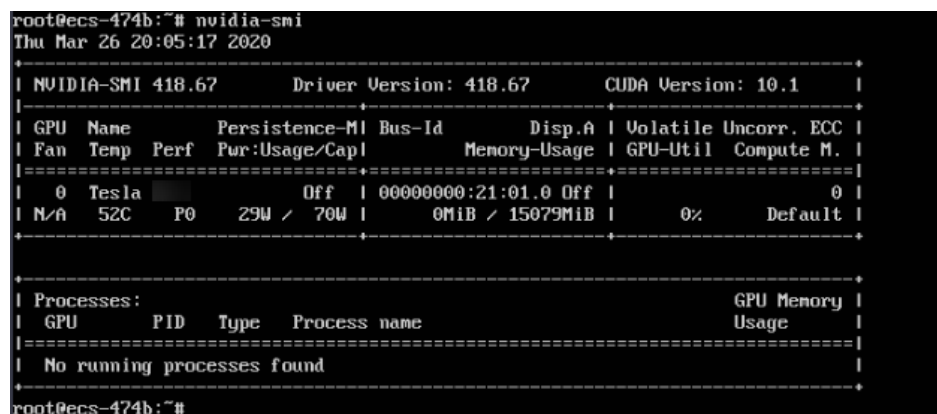 root@ecs-474b:~# nvidia-smi
Thu Mar 26 20:05:17 2020
+-----------------------------------------------------------------------------+
| NVIDIA-SMI 418.67       Driver Version: 418.67       CUDA Version: 10.1     |
|-------------------------------+----------------------+----------------------+
| GPU  Name        Persistence-M| Bus-Id        Disp.A | Volatile Uncorr. ECC |
| Fan  Temp  Perf  Pwr:Usage/Cap|         Memory-Usage | GPU-Util  Compute M. |
|===============================+======================+======================|
|   0  Tesla               Off  | 00000000:21:01.0 Off |                    0 |
| N/A   52C    P0    29W /  70W |      0MiB / 15079MiB |      0%      Default |
+-------------------------------+----------------------+----------------------+
+-----------------------------------------------------------------------------+
| Processes:                                                       GPU Memory |
|  GPU       PID   Type   Process name                             Usage      |
|=============================================================================|
|  No running processes found                                                 |
+-----------------------------------------------------------------------------+
root@ecs-474b:~#